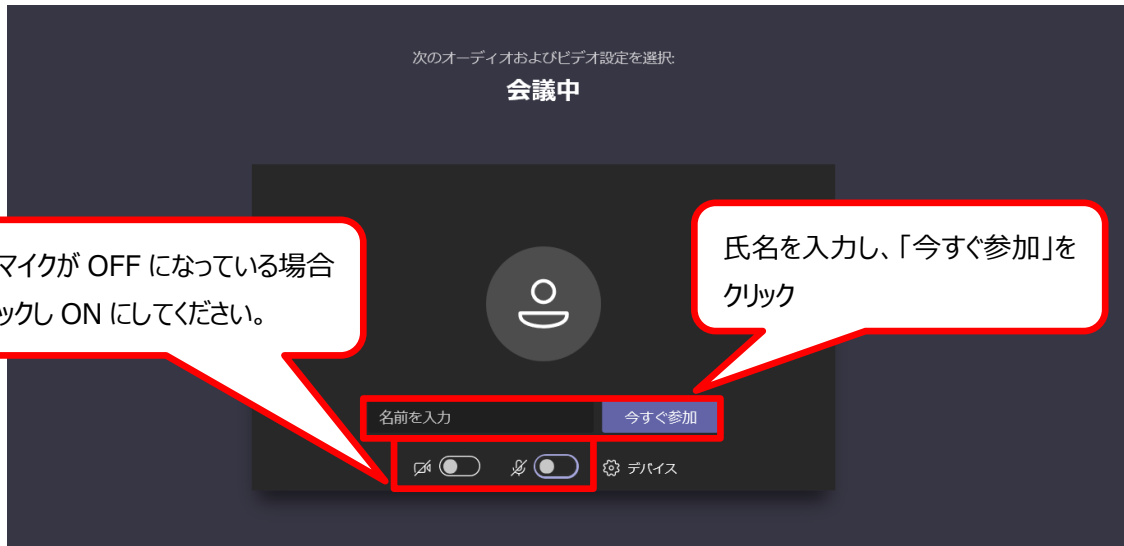 次のオーディオおよびビデオ設定を選択:
会議中
マイクが OFF になっている場合
ックし ON にしてください。
氏名を入力し、「今すぐ参加」を
クリック
名前を入力
今すぐ参加
デバイス